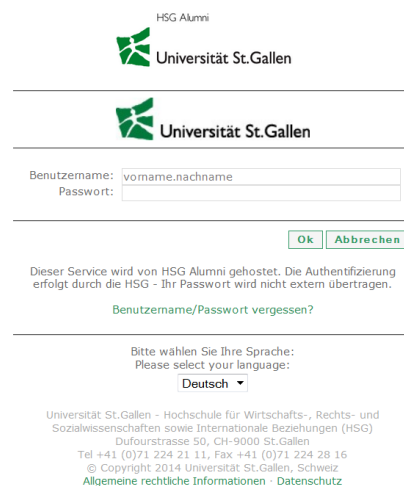 HSG Alumni
Universität St.Gallen
Universität St.Gallen
Benutzername: vorname.nachname
Passwort:
Ok Abbrechen
Dieser Service wird von HSG Alumni gehostet. Die Authentifizierung
erfolgt durch die HSG - Ihr Passwort wird nicht extern übertragen.
Benutzername/Passwort vergessen?
Bitte wählen Sie Ihre Sprache:
Please select your language:
Deutsch
Universität St.Gallen - Hochschule für Wirtschafts-, Rechts- und
Sozialwissenschaften sowie Internationale Beziehungen (HSG)
Dufourstrasse 50, CH-9000 St.Gallen
Tel +41 (0)71 224 21 11, Fax +41 (0)71 224 28 16
© Copyright 2014 Universität St.Gallen, Schweiz
Allgemeine rechtliche Informationen · Datenschutz